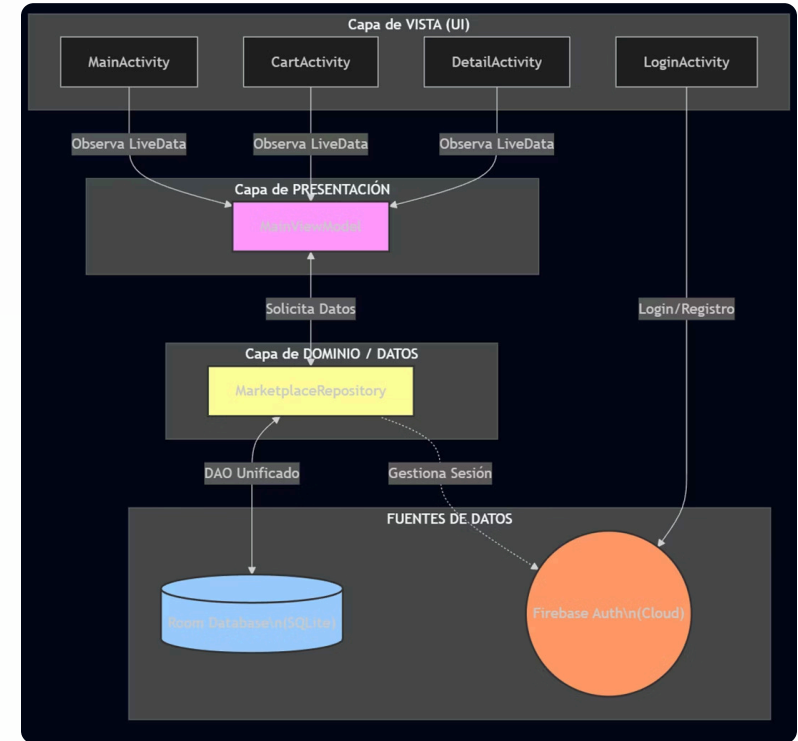 Capa de VISTA (UI)
MainActivity
CartActivity
DetailActivity
LoginActivity
Observa LiveData
Observa LiveData
Observa LiveData
Capa de PRESENTACIÓN
MainViewModel
Solicita Datos
Login/Registro
Capa de DOMINIO / DATOS
MarketplaceRepository
DAO Unificado
Gestiona Sesión
FUENTES DE DATOS
Room Database\n(SQLite)
Firebase Auth\n(Cloud)